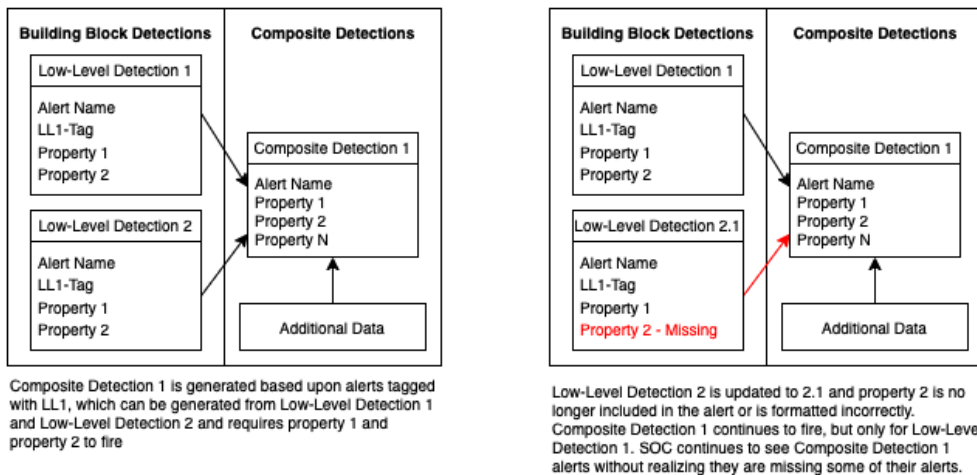 Building Block Detections
Composite Detections
Low-Level Detection 1
Alert Name
LL1-Tag
Property 1
Property 2
Low-Level Detection 2
Alert Name
LL1-Tag
Property 1
Property 2
Composite Detection 1
Alert Name
Property 1
Property 2
Property N
Additional Data
Composite Detection 1 is generated based upon alerts tagged
with LL1, which can be generated from Low-Level Detection 1
and Low-Level Detection 2 and requires property 1 and
property 2 to fire
Building Block Detections
Composite Detections
Low-Level Detection 1
Alert Name
LL1-Tag
Property 1
Property 2
Low-Level Detection 2.1
Alert Name
LL1-Tag
Property 1
Property 2 - Missing
Composite Detection 1
Alert Name
Property 1
Property 2
Property N
Additional Data
Low-Level Detection 2 is updated to 2.1 and property 2 is no
longer included in the alert or is formatted incorrectly.
Composite Detection 1 continues to fire, but only for Low-Leve
Detection 1. SOC continues to see Composite Detection 1
alerts without realizing they are missing some of their alerts.